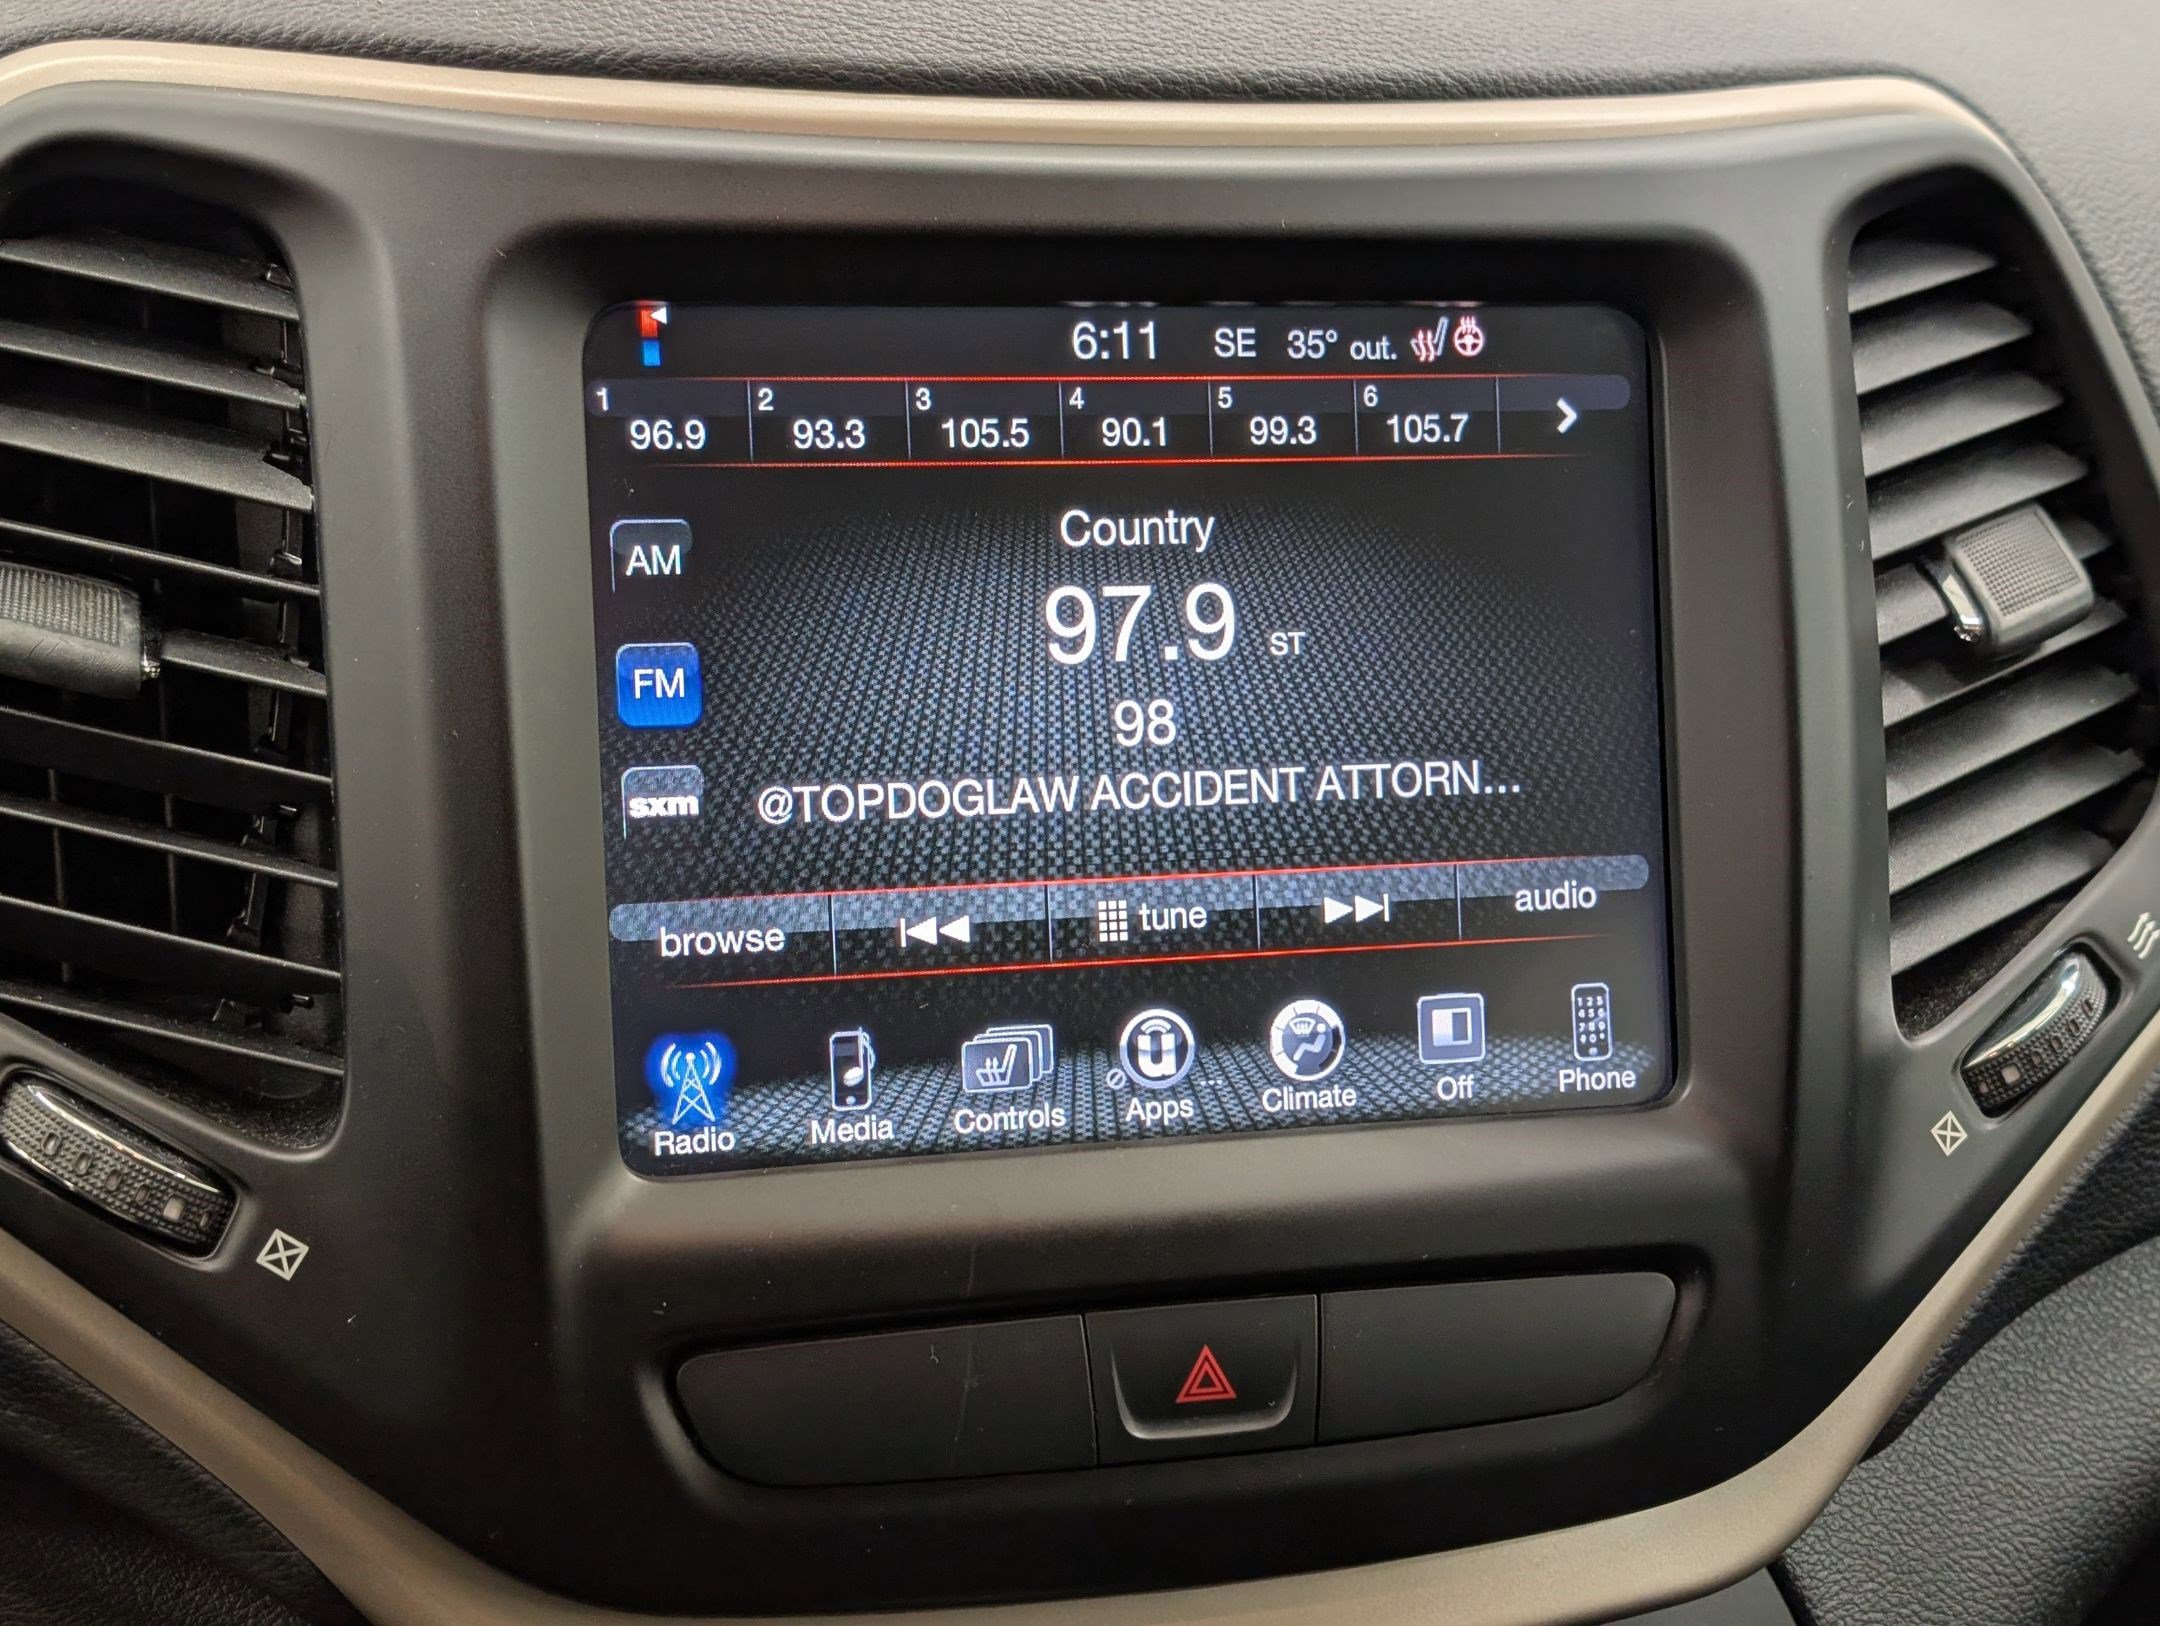 6:11 SE 35° out.
1 2 3 4 5 6
96.9 93.3 105.5 90.1 99.3 105.7
Country
AM
97.9 ST
FM
98
sxm
@TOPDOGLAW ACCIDENT ATTORN...
browse tune audio
Radio Media Controls Apps Climate Off Phone